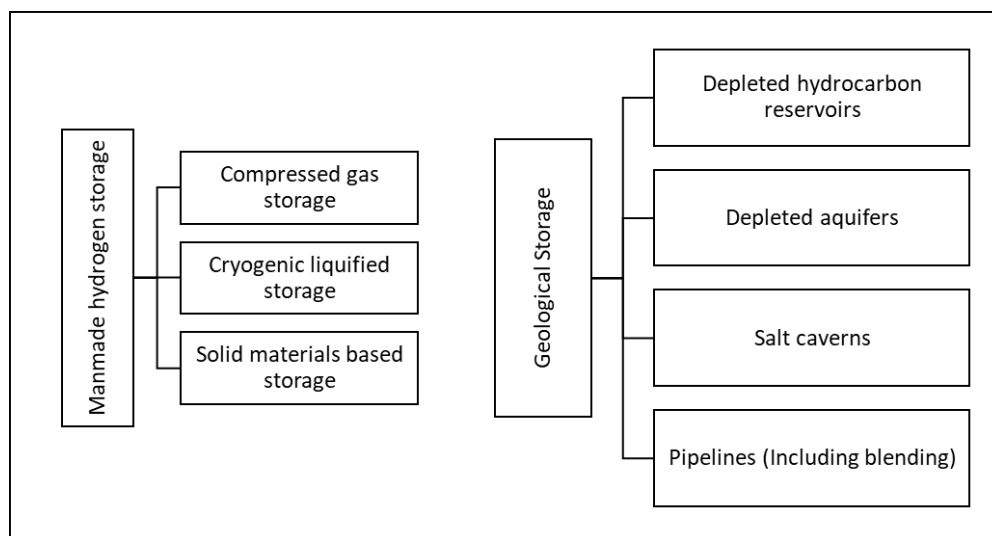 Manmade hydrogen storage
Compressed gas
storage
Cryogenic liquified
storage
Solid materials based
storage
Geological Storage
Depleted hydrocarbon
reservoirs
Depleted aquifers
Salt caverns
Pipelines (Including blending)